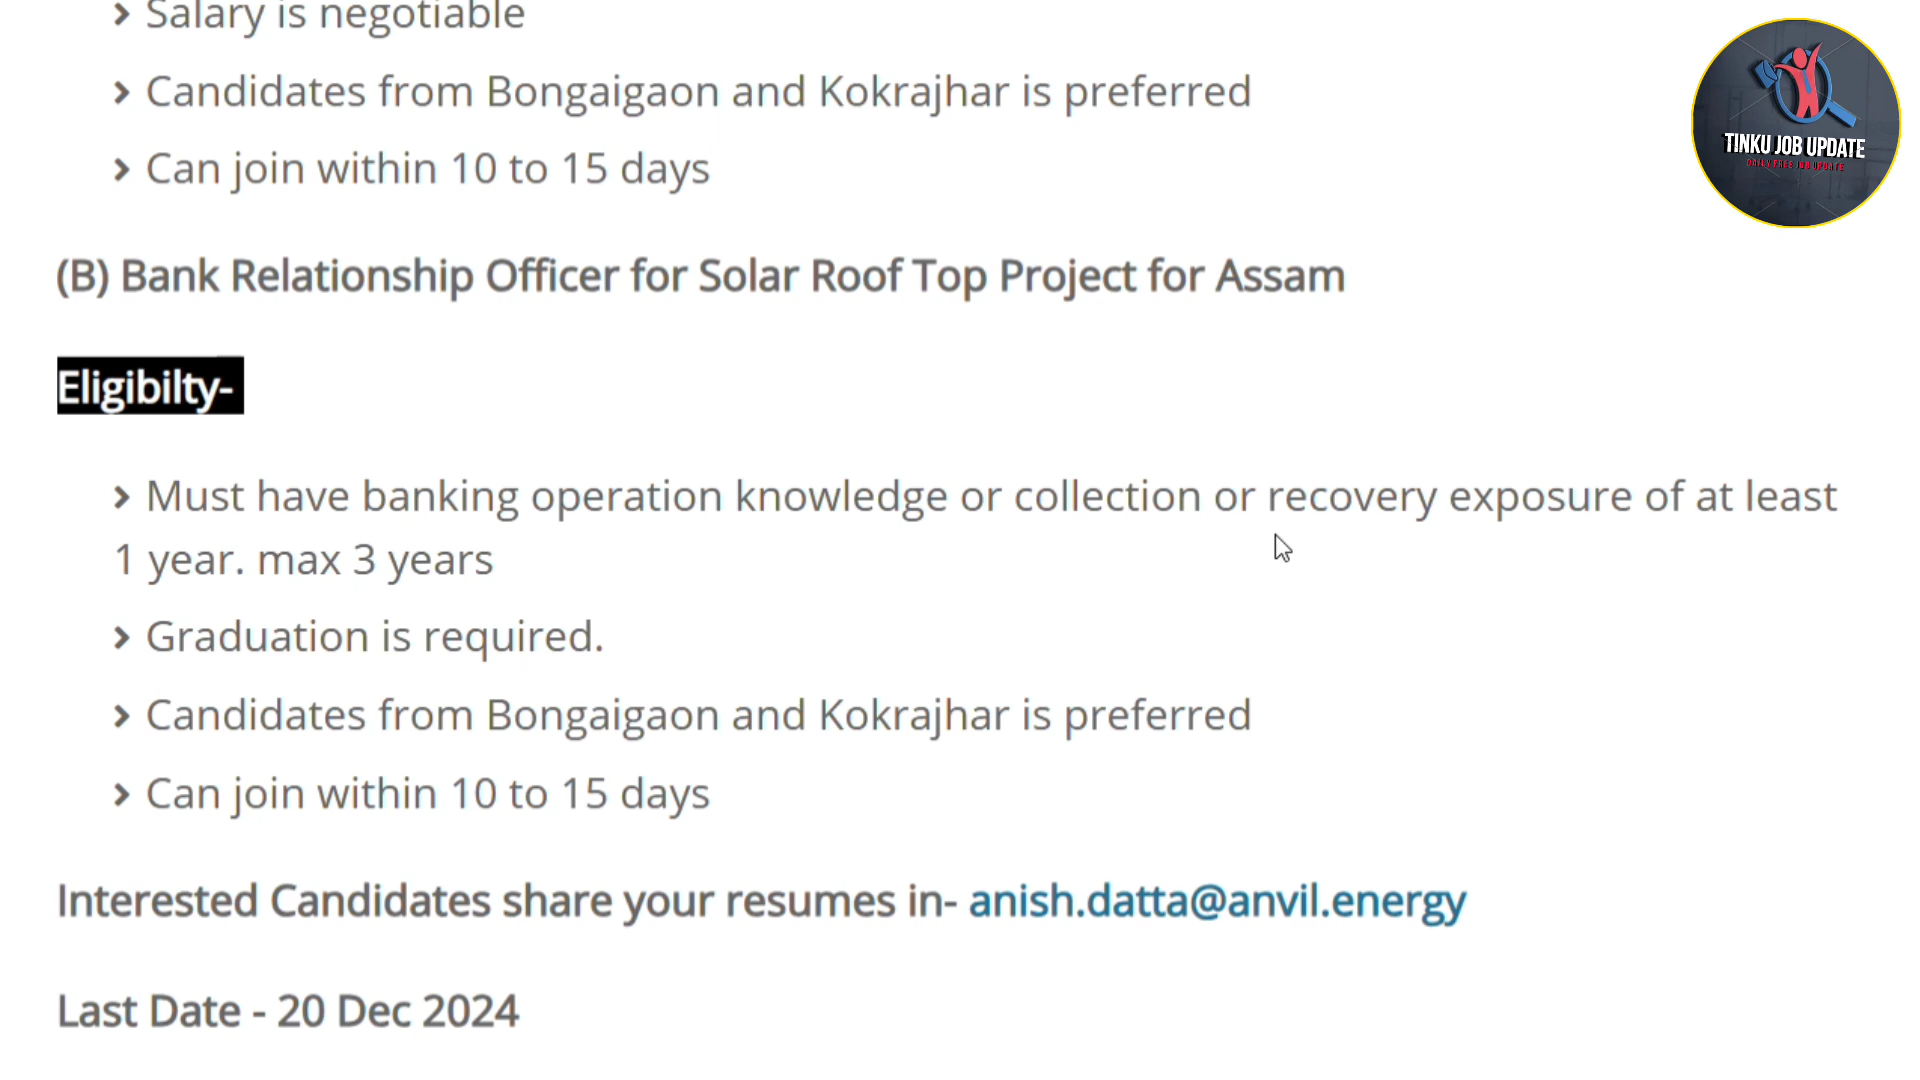 Salary is negotiable
Candidates from Bongaigaon and Kokrajhar is preferred
Can join within 10 to 15 days
TINKU JOB UPDATE
DAILY FREE JOB UPDATE
(B) Bank Relationship Officer for Solar Roof Top Project for Assam
Eligibilty-
Must have banking operation knowledge or collection or recovery exposure of at least
1 year. max 3 years
Graduation is required.
Candidates from Bongaigaon and Kokrajhar is preferred
Can join within 10 to 15 days
Interested Candidates share your resumes in- anish.datta@anvil.energy
Last Date - 20 Dec 2024